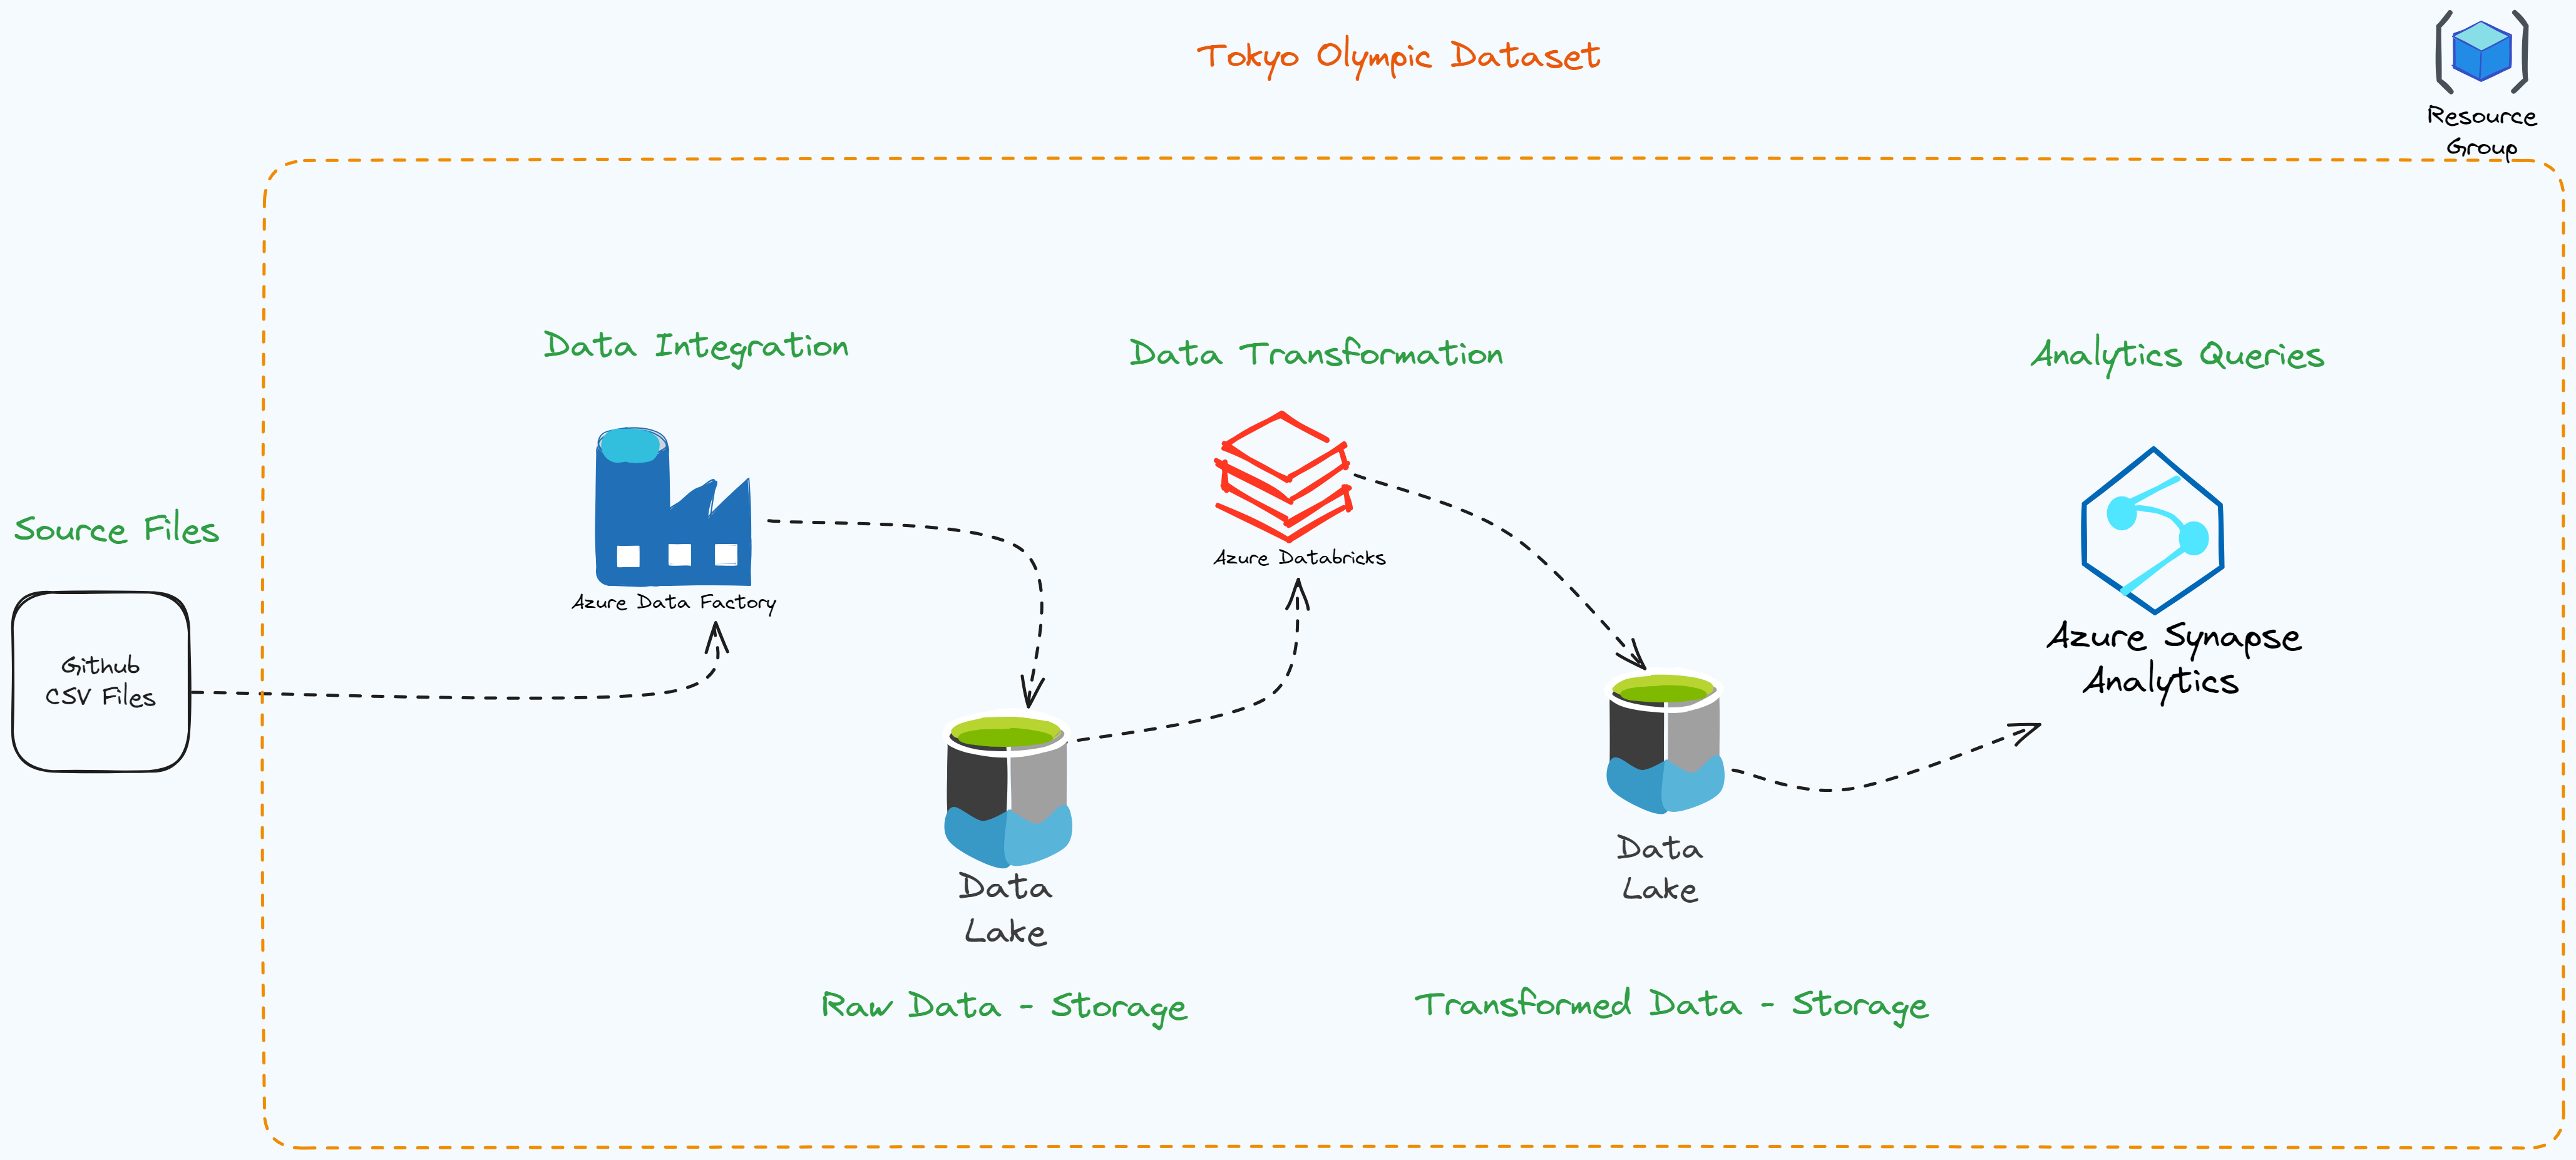 Tokyo Olympic Dataset
Resource
Group
Source Files
Github
CSV Files
Data Integration
Azure Data Factory
Data Lake
Raw Data - Storage
Data Transformation
Azure Databricks
Data
Lake
Transformed Data - Storage
Analytics Queries
Azure Synapse
Analytics